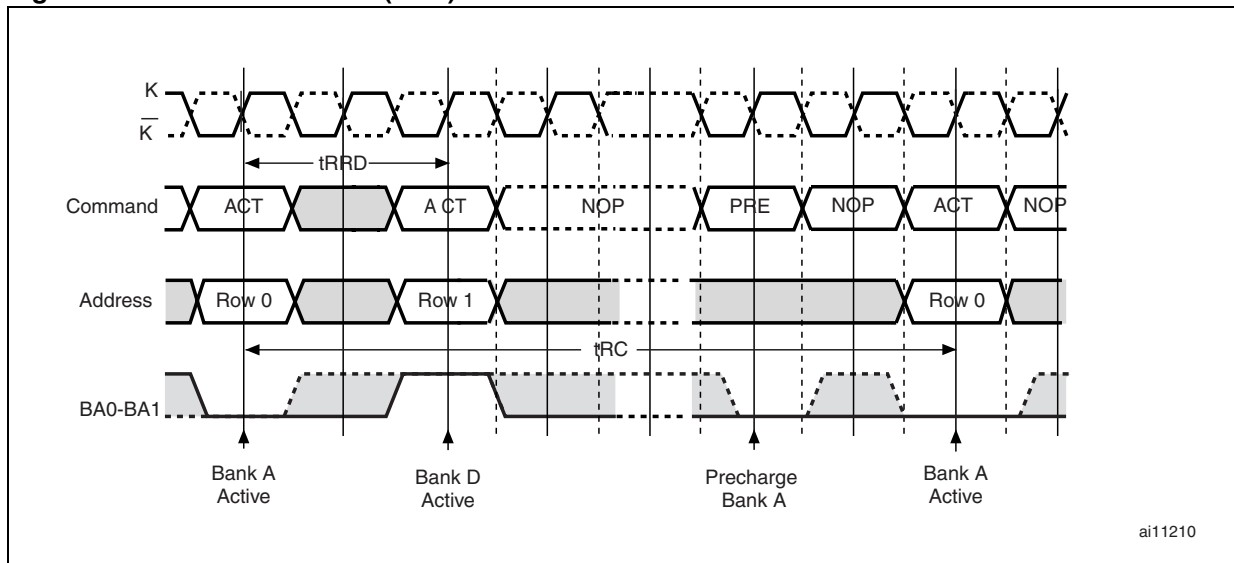 K
K
tRRD
Command ACT A CT NOP PRE NOP ACT NOP
Address Row 0 Row 1 Row 0
tRC
BA0-BA1
Bank A
Active
Bank D
Active
Precharge
Bank A
Bank A
Active
ai11210